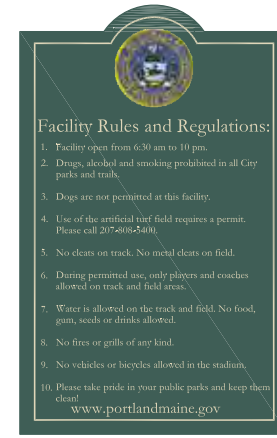 Facility Rules and Regulations:
1. Facility open from 6:30 am to 10 pm.
2. Drugs, alcohol and smoking prohibited in all City
parks and trails.
3. Dogs are not permitted at this facility.
4. Use of the artificial turf field requires a permit.
Please call 207-808-5400.
5. No cleats on track. No metal cleats on field.
6. During permitted use, only players and coaches
allowed on track and field areas.
7. Water is allowed on the track and field. No food,
gum, seeds or drinks allowed.
8. No fires or grills of any kind.
9. No vehicles or bicycles allowed in the stadium.
10. Please take pride in your public parks and keep them
clean!
www.portlandmaine.gov